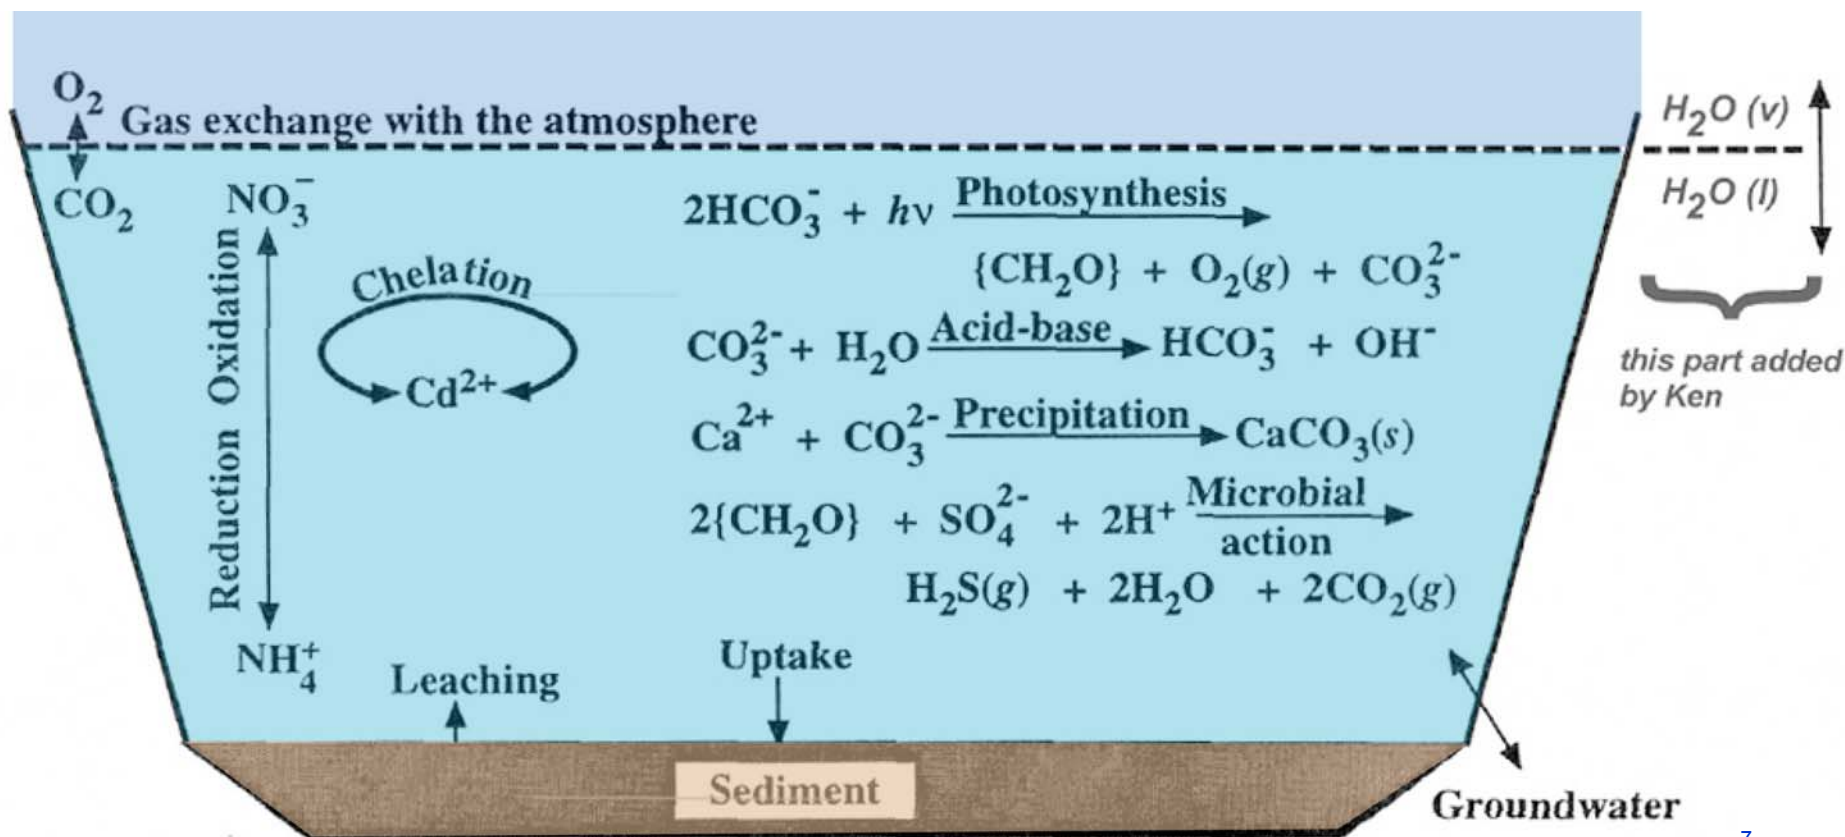 O₂
Gas exchange with the atmosphere
CO₂
H₂O (v)
H₂O (l)
this part added
by Ken
NO₃⁻
Reduction Oxidation
NH₄⁺
Chelation
Cd²⁺
2HCO₃⁻ + hν Photosynthesis
{CH₂O} + O₂(g) + CO₃²⁻
CO₃²⁻ + H₂O Acid-base HCO₃⁻ + OH⁻
Ca²⁺ + CO₃²⁻ Precipitation CaCO₃(s)
2{CH₂O} + SO₄²⁻ + 2H⁺ Microbial
action
H₂S(g) + 2H₂O + 2CO₂(g)
Leaching
Uptake
Sediment
Groundwater
7